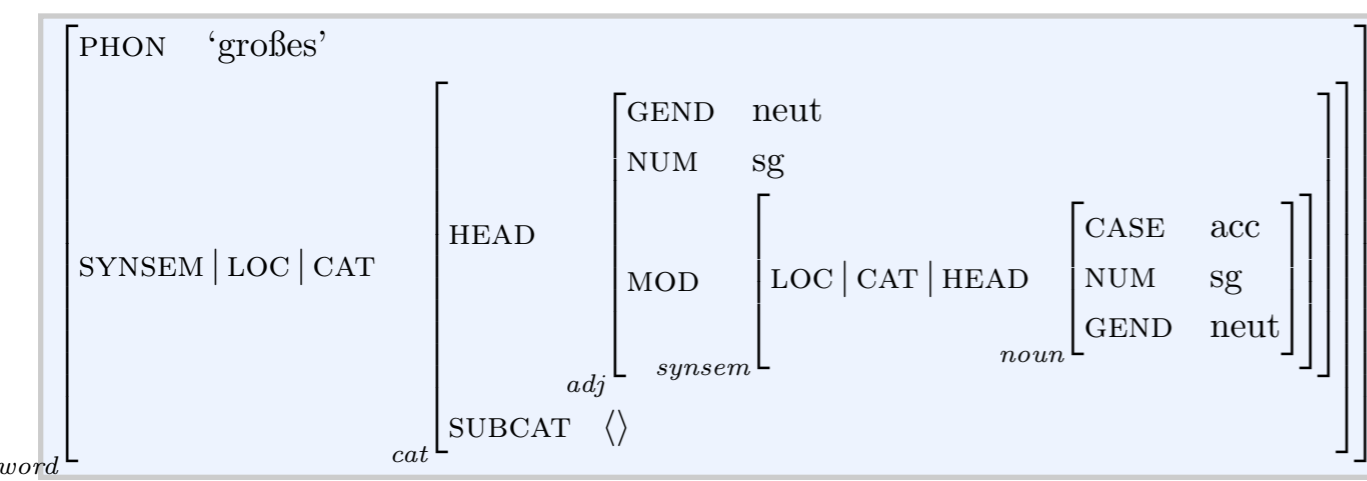 PHON ‘großes’
GEND neut
NUM sg
CASE acc
HEAD
SYNSEM | LOC | CAT
MOD LOC | CAT | HEAD NUM sg
GEND neut
noun
synsem
adj
SUBCAT ⟨⟩
cat
word